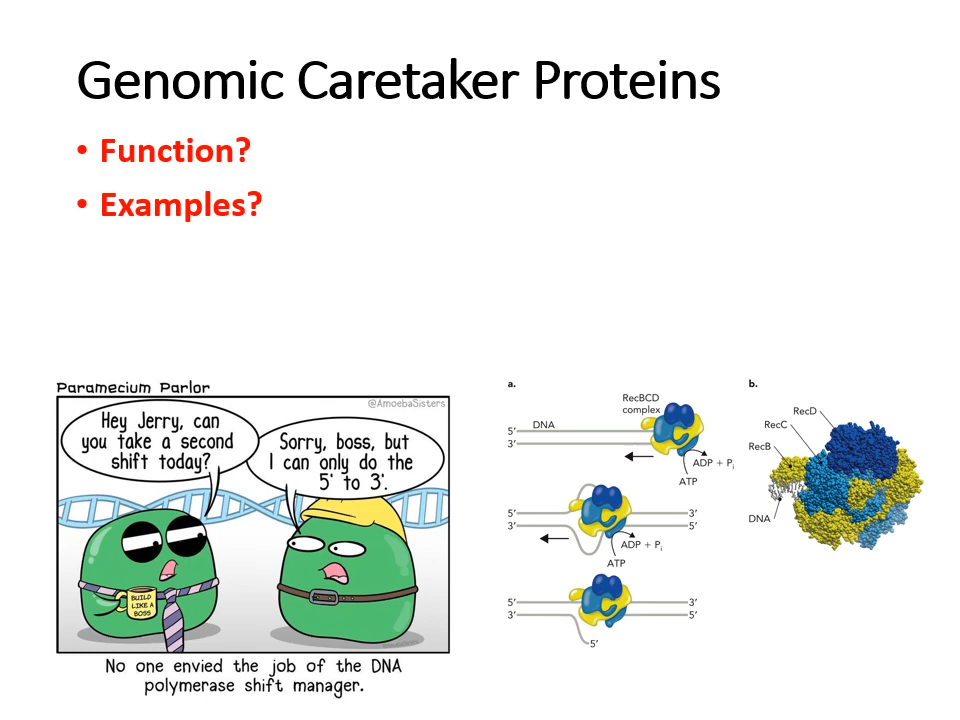 Genomic Caretaker Proteins
• Function?
• Examples?
Paramecium Parlor
@AmoebaSisters
Hey Jerry, can
you take a second
shift today?
Sorry, boss, but
I can only do the
5' to 3'.
BUILD
LIKE A
BOSS
No one envied the job of the DNA
polymerase shift manager.
a.
RecBCD
complex
5′ DNA
3′
ADP + Pi
ATP
5′ 3′
3′ 5′
ADP + Pi
ATP
5′ 3′
3′ 5′
5′
b.
RecD
RecC
RecB
DNA